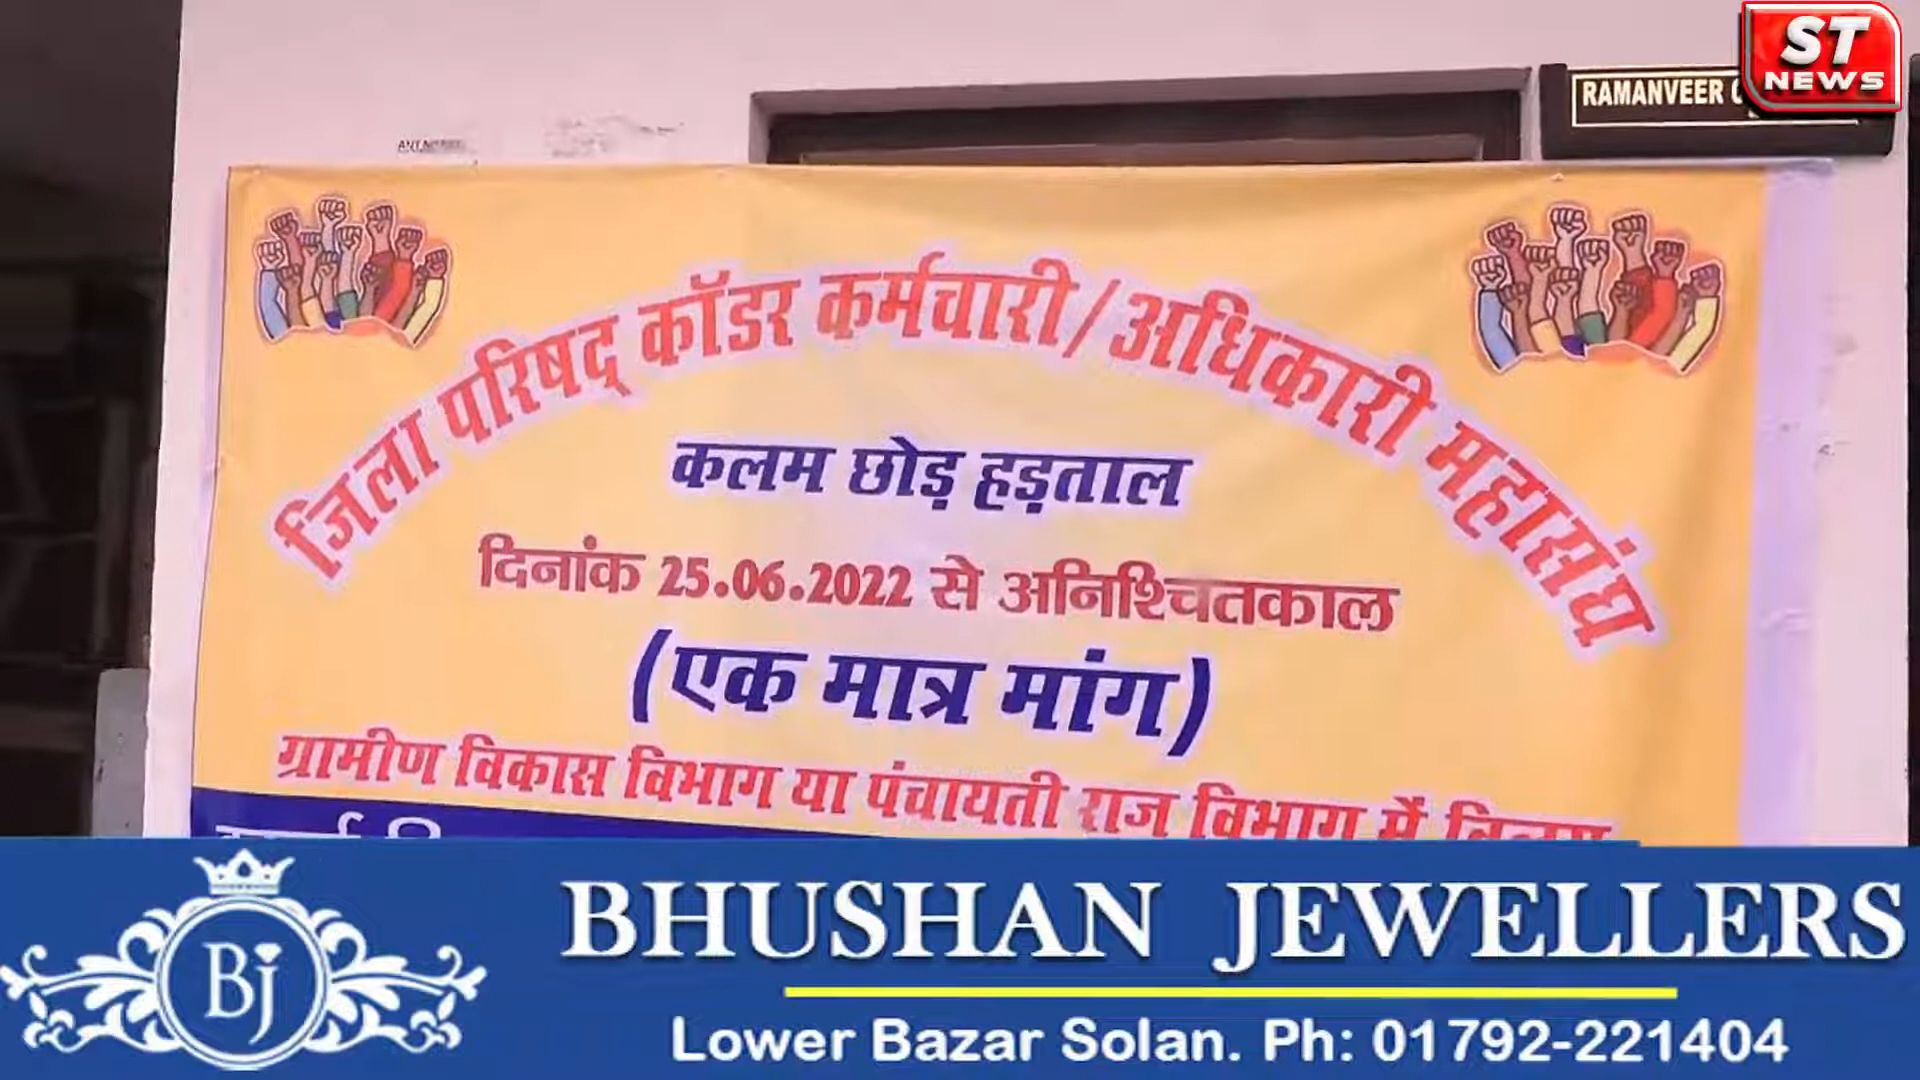 ST
NEWS
RAMANVEER
जिला परिषद् कॉडर कर्मचारी/अधिकारी महासंघ
कलम छोड़ हड़ताल
दिनांक 25.06.2022 से अनिश्चितकाल
(एक मात्र मांग)
ग्रामीण विकास विभाग या पंचायती राज विभाग में विलय
Bj
BHUSHAN JEWELLERS
Lower Bazar Solan. Ph: 01792-221404